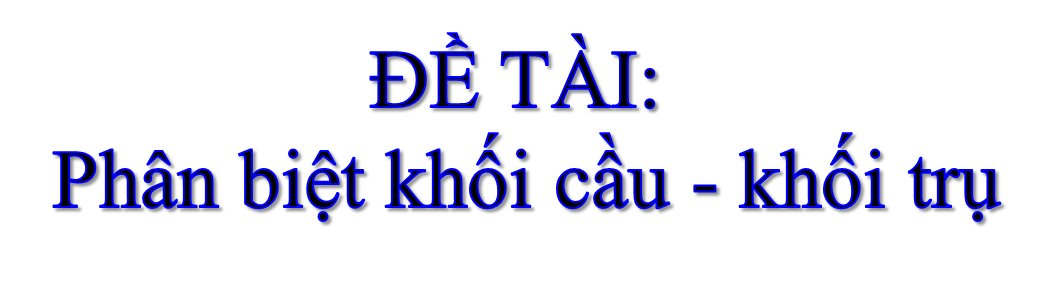 ĐỀ TÀI:
Phân biệt khối cầu - khối trụ